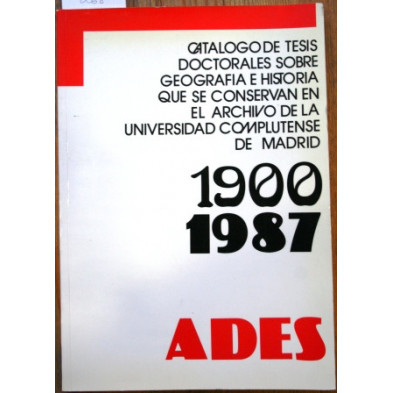 CATALOGO DE TESIS
DOCTORALES SOBRE
GEOGRAFIA E HISTORIA
QUE SE CONSERVAN EN
EL ARCHIVO DE LA
UNIVERSIDAD COMPLUTENSE
DE MADRID
1900
1987
ADES